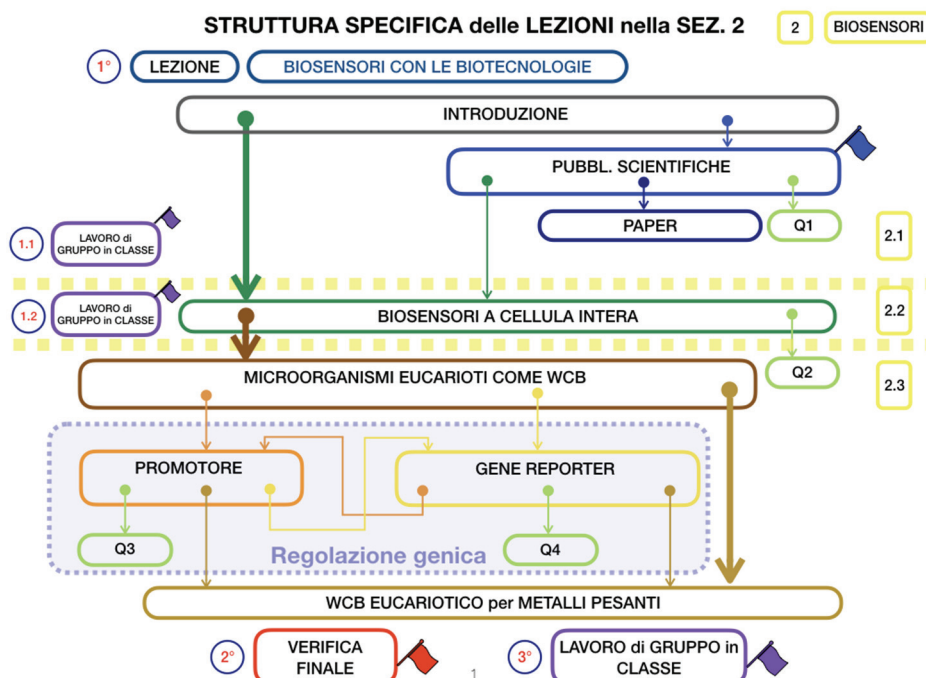 STRUTTURA SPECIFICA delle LEZIONI nella SEZ. 2
2
BIOSENSORI
1°
LEZIONE
BIOSENSORI CON LE BIOTECNOLOGIE
INTRODUZIONE
PUBBL. SCIENTIFICHE
PAPER
Q1
1.1
LAVORO di
GRUPPO in CLASSE
2.1
1.2
LAVORO di
GRUPPO in CLASSE
BIOSENSORI A CELLULA INTERA
2.2
MICROORGANISMI EUCARIOTI COME WCB
Q2
2.3
PROMOTORE
GENE REPORTER
Q3
Regolazione genica
Q4
WCB EUCARIOTICO per METALLI PESANTI
2°
VERIFICA
FINALE
3°
LAVORO di GRUPPO in
CLASSE
1